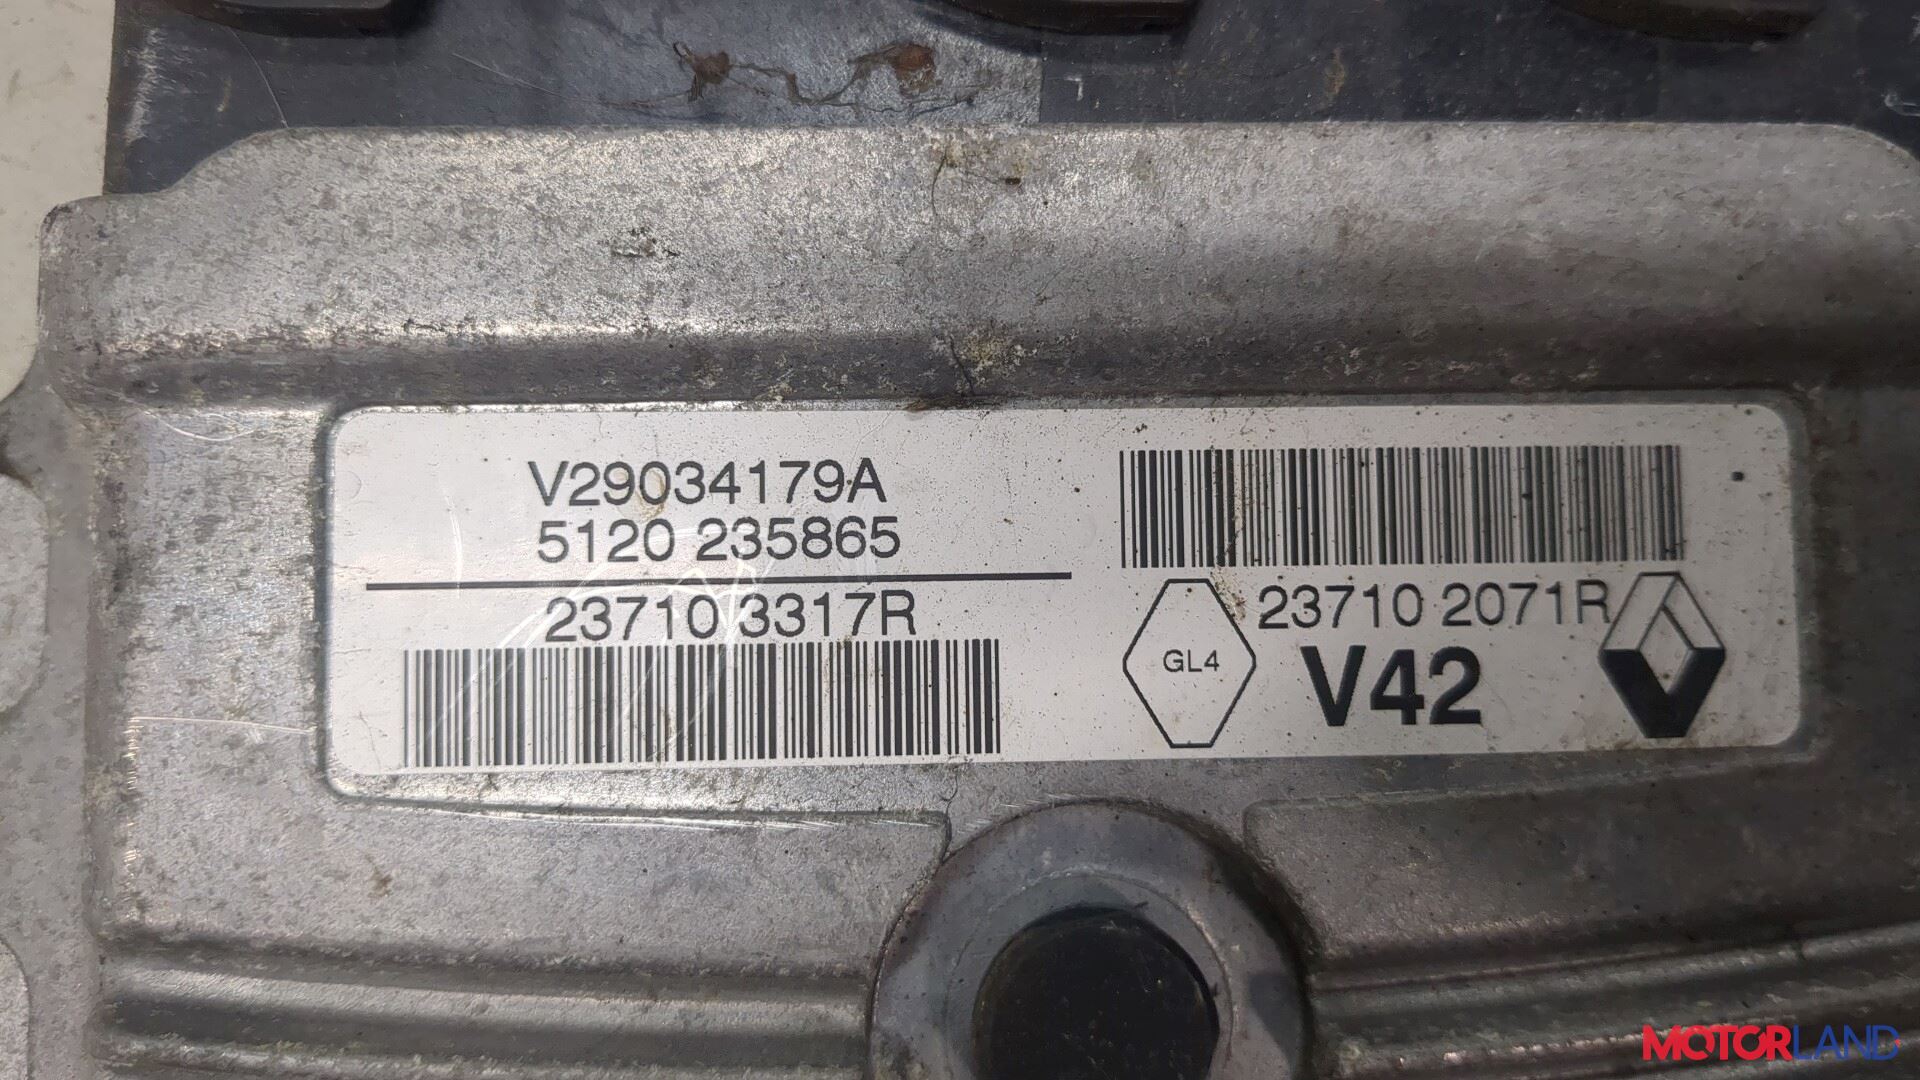 V29034179A
5120 235865
23710 3317R
23710 2071R
GL4
V42
MOTORLAND